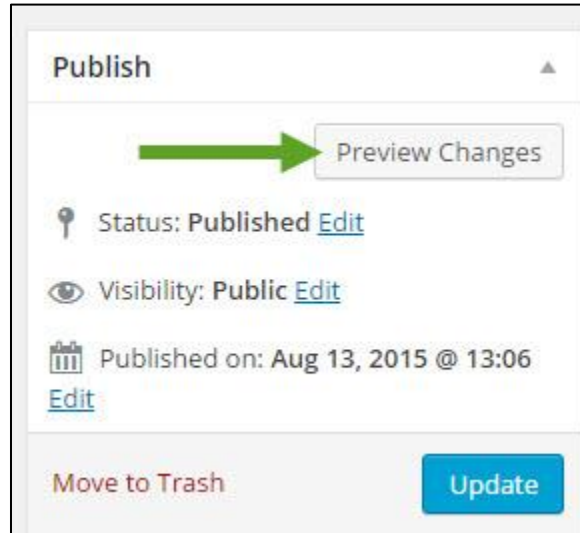 Publish
Preview Changes
Status: Published Edit
Visibility: Public Edit
Published on: Aug 13, 2015 @ 13:06
Edit
Move to Trash
Update